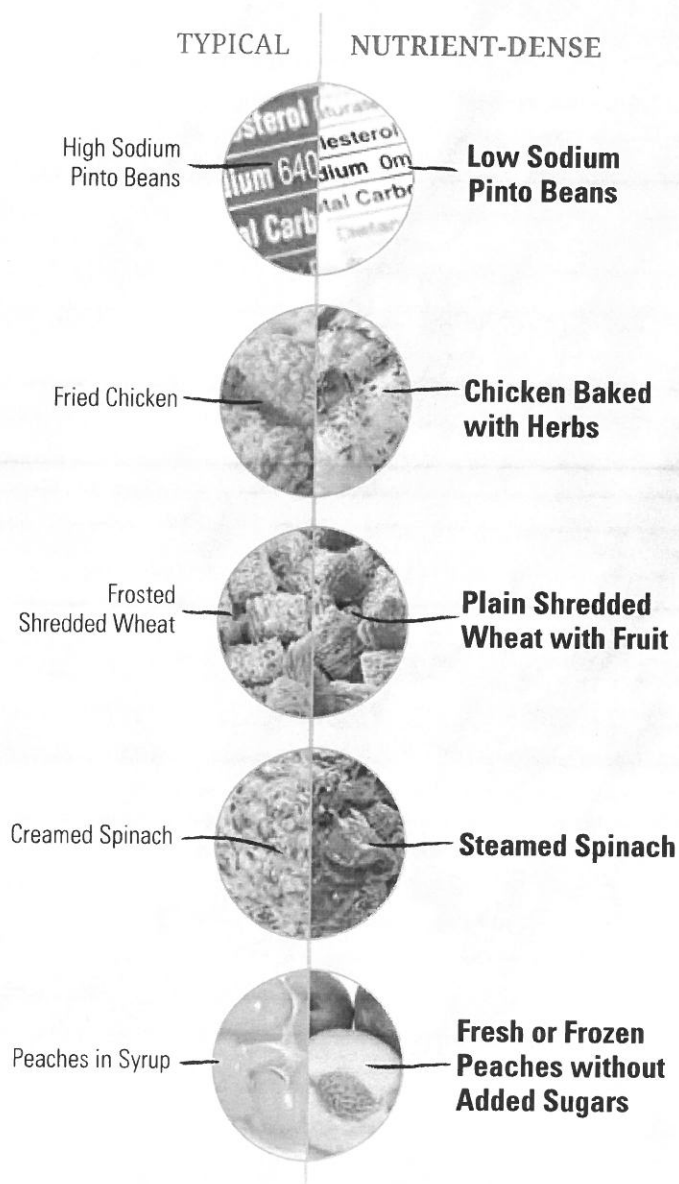 TYPICAL NUTRIENT-DENSE
High Sodium
Pinto Beans
640
0m
Low Sodium
Pinto Beans
Fried Chicken
Chicken Baked
with Herbs
Frosted
Shredded Wheat
Plain Shredded
Wheat with Fruit
Creamed Spinach
Steamed Spinach
Peaches in Syrup
Fresh or Frozen
Peaches without
Added Sugars